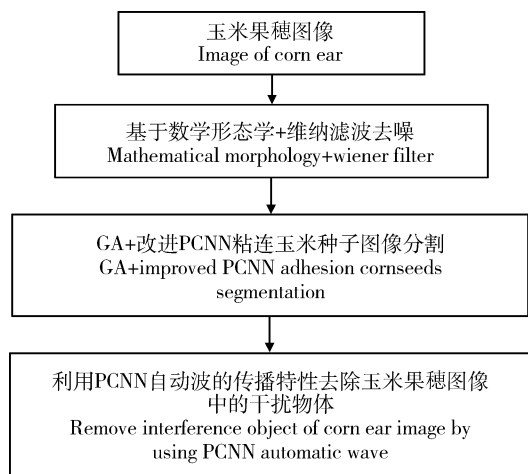 玉米果穗图像
Image of corn ear
基于数学形态学+维纳滤波去噪
Mathematical morphology+wiener filter
GA+改进PCNN粘连玉米种子图像分割
GA+improved PCNN adhesion cornseeds
segmentation
利用PCNN自动波的传播特性去除玉米果穗图像
中的干扰物体
Remove interference object of corn ear image by
using PCNN automatic wave